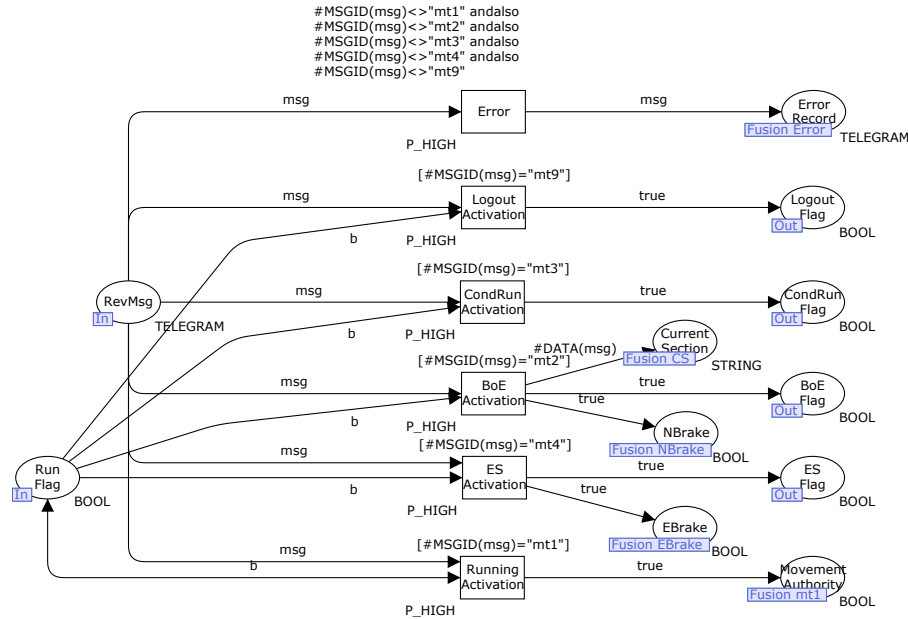 #MSGID(msg)<>"mt1" andalso
#MSGID(msg)<>"mt2" andalso
#MSGID(msg)<>"mt3" andalso
#MSGID(msg)<>"mt4" andalso
#MSGID(msg)<>"mt9"
msg
Error
msg
Error
Record
Fusion Error
P_HIGH
TELEGRAM
[#MSGID(msg)="mt9"]
msg
Logout
Activation
true
Logout
Flag
Out
b
P_HIGH
BOOL
[#MSGID(msg)="mt3"]
RevMsg
In
TELEGRAM
msg
CondRun
Activation
true
CondRun
Flag
Out
b
P_HIGH
BOOL
#DATA(msg)
Current
Section
Fusion CS
STRING
[#MSGID(msg)="mt2"]
msg
BoE
Activation
true
BoE
Flag
Out
true
b
P_HIGH
BOOL
NBrake
Fusion NBrake
BOOL
[#MSGID(msg)="mt4"]
msg
Run
Flag
In
BOOL
ES
Activation
true
ES
Flag
Out
b
true
P_HIGH
BOOL
EBrake
Fusion EBrake
BOOL
[#MSGID(msg)="mt1"]
msg
b
Running
Activation
true
Movement
Authority
Fusion mt1
P_HIGH
BOOL